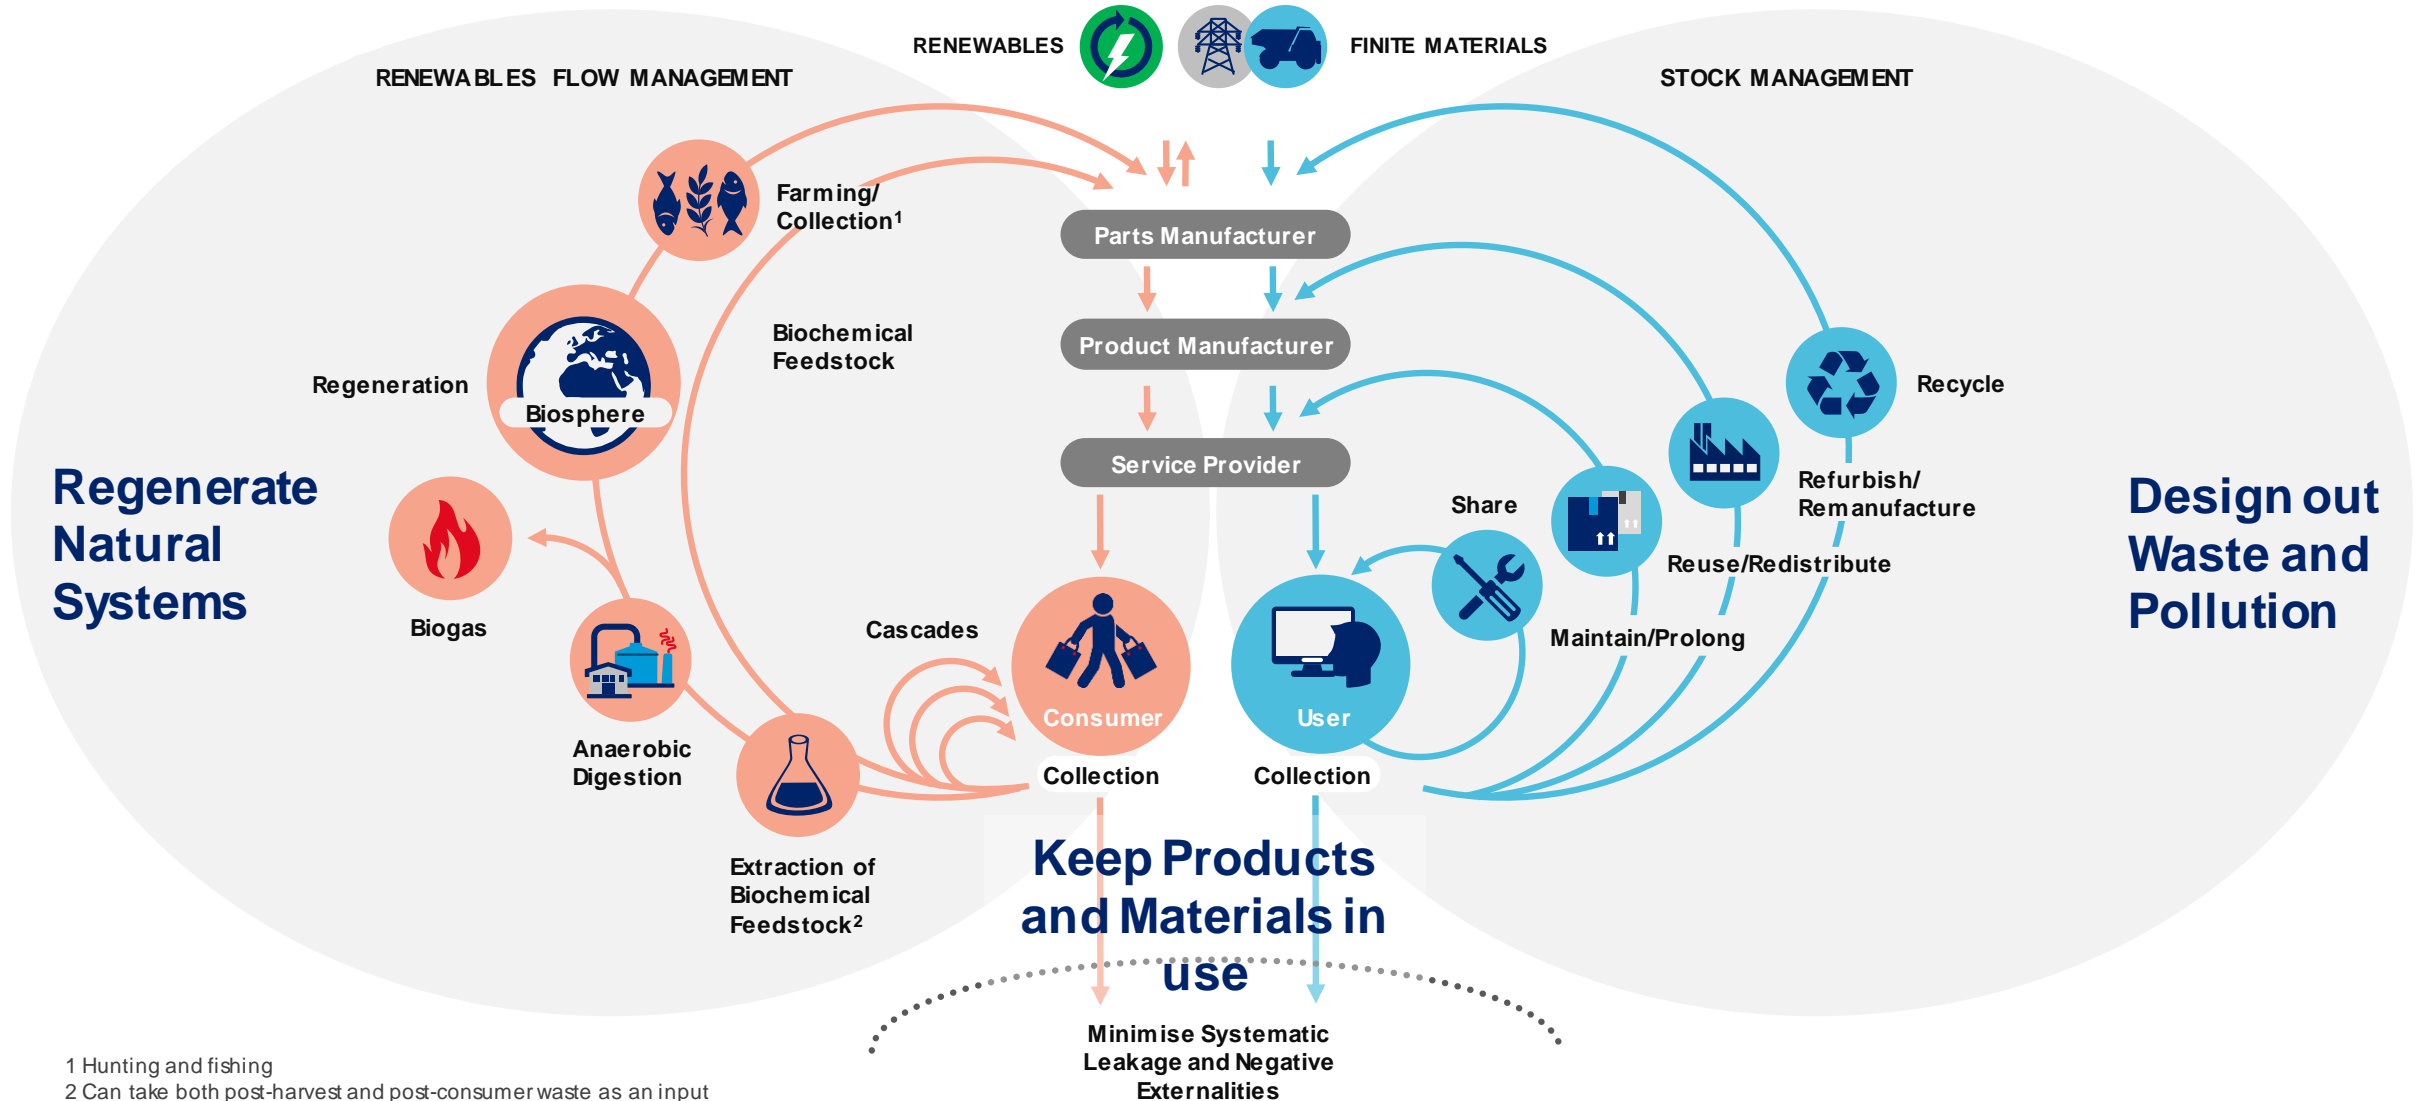 RENEWABLES
FINITE MATERIALS
RENEWABLES FLOW MANAGEMENT
STOCK MANAGEMENT
Farming/
Collection¹
Parts Manufacturer
Biochemical
Feedstock
Product Manufacturer
Regeneration
Biosphere
Recycle
Service Provider
Regenerate
Natural
Systems
Share
Refurbish/
Remanufacture
Design out
Waste and
Pollution
Reuse/Redistribute
Biogas
Cascades
Maintain/Prolong
Consumer
User
Anaerobic
Digestion
Collection
Collection
Extraction of
Biochemical
Feedstock²
Keep Products
and Materials in
use
Minimise Systematic
Leakage and Negative
Externalities
1 Hunting and fishing
2 Can take both post-harvest and post-consumer waste as an input